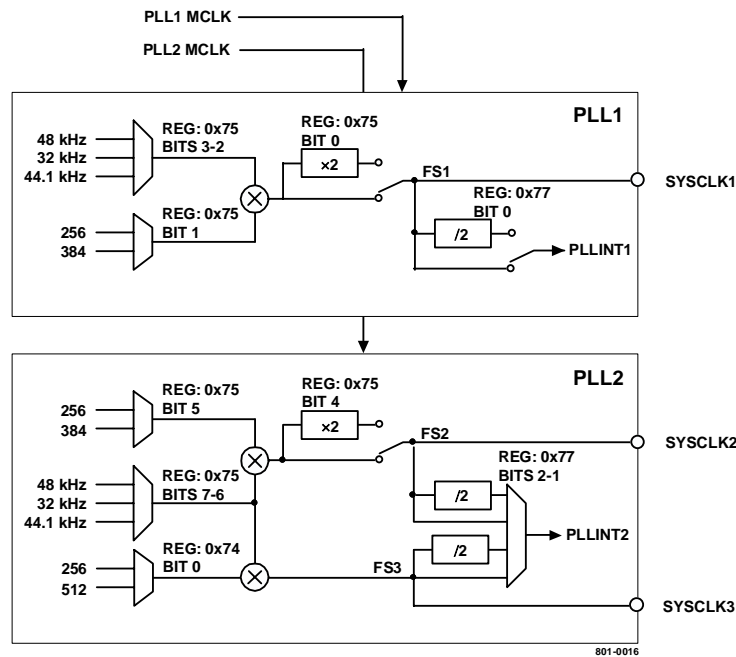 PLL1 MCLK
PLL2 MCLK
PLL1
48 kHz
32 kHz
44.1 kHz
REG: 0x75
BITS 3-2
256
384
REG: 0x75
BIT 1
REG: 0x75
BIT 0
×2
FS1
SYSCLK1
REG: 0x77
BIT 0
/2
PLLINT1
PLL2
256
384
REG: 0x75
BIT 5
48 kHz
32 kHz
44.1 kHz
REG: 0x75
BITS 7-6
256
512
REG: 0x74
BIT 0
REG: 0x75
BIT 4
×2
FS2
SYSCLK2
REG: 0x77
BITS 2-1
/2
/2
PLLINT2
FS3
SYSCLK3
801-0016